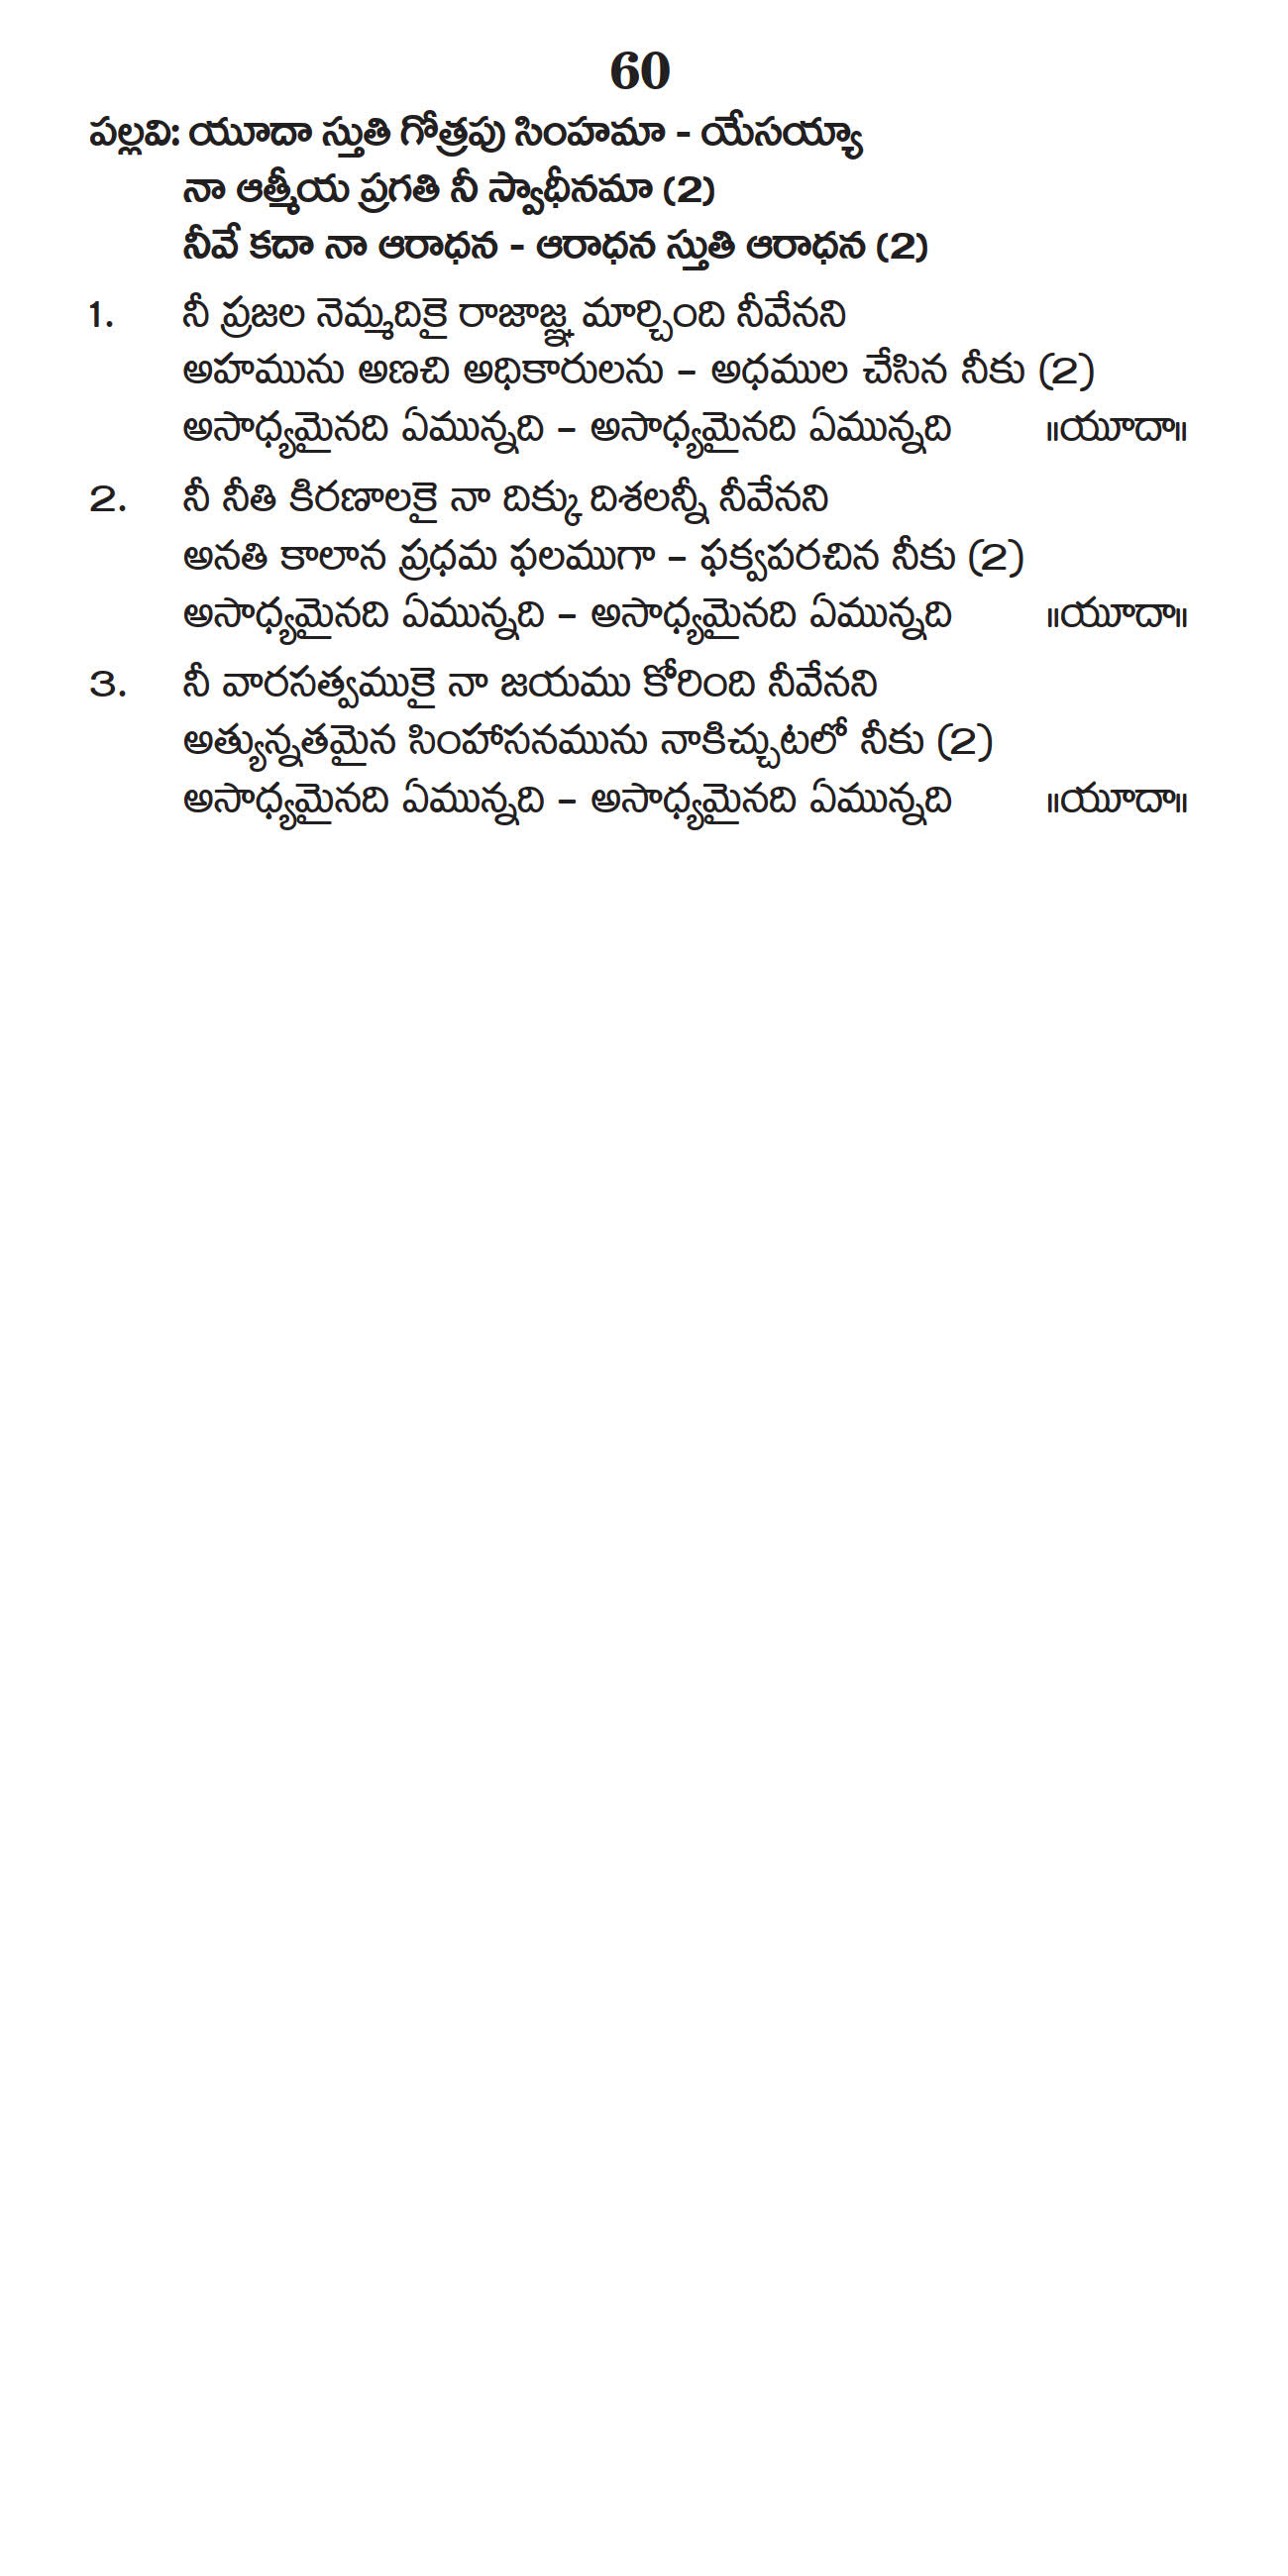 60
పల్లవి: యూదా స్తుతి గోత్రపు సింహమా - యేసయ్యా
నా ఆత్మీయ ప్రగతి నీ స్వాధీనమా (2)
నీవే కదా నా ఆరాధన - ఆరాధన స్తుతి ఆరాధన (2)
1. నీ ప్రజల నెమ్మదికై రాజాజ్ఞ మార్చింది నీవేనని
అహమును అణచి అధికారులను – అధముల చేసిన నీకు (2)
అసాధ్యమైనది ఏమున్నది – అసాధ్యమైనది ఏమున్నది ॥యూదా॥
2. నీ నీతి కిరణాలకై నా దిక్కు దిశలన్నీ నీవేనని
అనతి కాలాన ప్రధమ ఫలముగా – ఫక్వపరచిన నీకు (2)
అసాధ్యమైనది ఏమున్నది – అసాధ్యమైనది ఏమున్నది ॥యూదా॥
3. నీ వారసత్వముకై నా జయము కోరింది నీవేనని
అత్యున్నతమైన సింహాసనమును నాకిచ్చుటలో నీకు (2)
అసాధ్యమైనది ఏమున్నది – అసాధ్యమైనది ఏమున్నది ॥యూదా॥